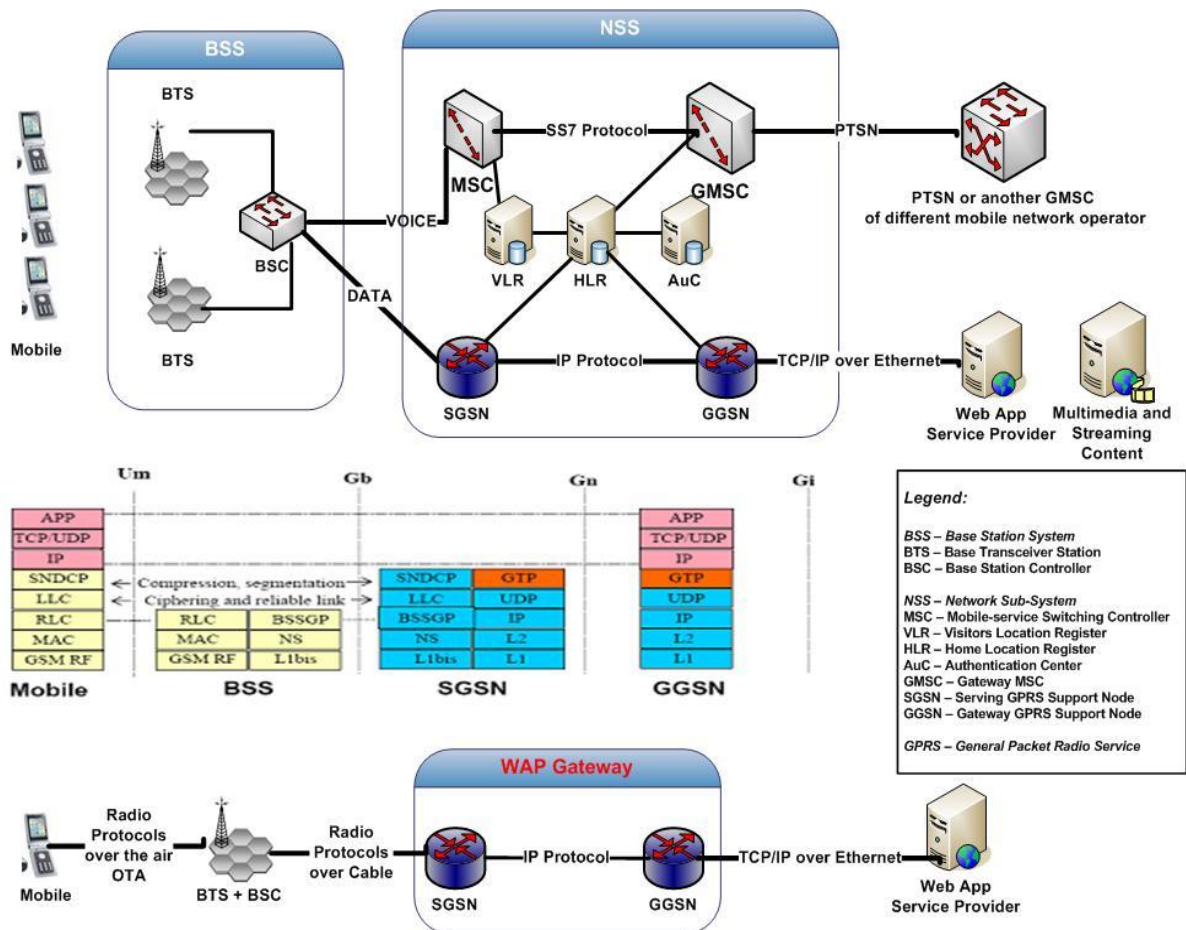 BSS
NSS
BTS
BTS
BSC
Mobile
VOICE
DATA
MSC
SS7 Protocol
GMSC
PTSN
PTSN or another GMSC
of different mobile network operator
VLR
HLR
AuC
SGSN
IP Protocol
GGSN
TCP/IP over Ethernet
Web App
Service Provider
Multimedia and
Streaming
Content
Um
Gb
Gn
Gi
APP
TCP/UDP
IP
SNDCP
LLC
RLC
MAC
GSM RF
Mobile
Compression, segmentation
Ciphering and reliable link
RLC
BSSGP
MAC
NS
GSM RF
L1bis
BSS
SNDCP
GTP
LLC
UDP
BSSGP
IP
NS
L2
L1bis
L1
SGSN
APP
TCP/UDP
IP
GTP
UDP
IP
L2
L1
GGSN
Legend:
BSS – Base Station System
BTS – Base Transceiver Station
BSC – Base Station Controller
NSS – Network Sub-System
MSC – Mobile-service Switching Controller
VLR – Visitors Location Register
HLR – Home Location Register
AuC – Authentication Center
GMSC – Gateway MSC
SGSN – Serving GPRS Support Node
GGSN – Gateway GPRS Support Node
GPRS – General Packet Radio Service
WAP Gateway
Mobile
Radio
Protocols
over the air
OTA
BTS + BSC
Radio
Protocols
over Cable
SGSN
IP Protocol
GGSN
TCP/IP over Ethernet
Web App
Service Provider